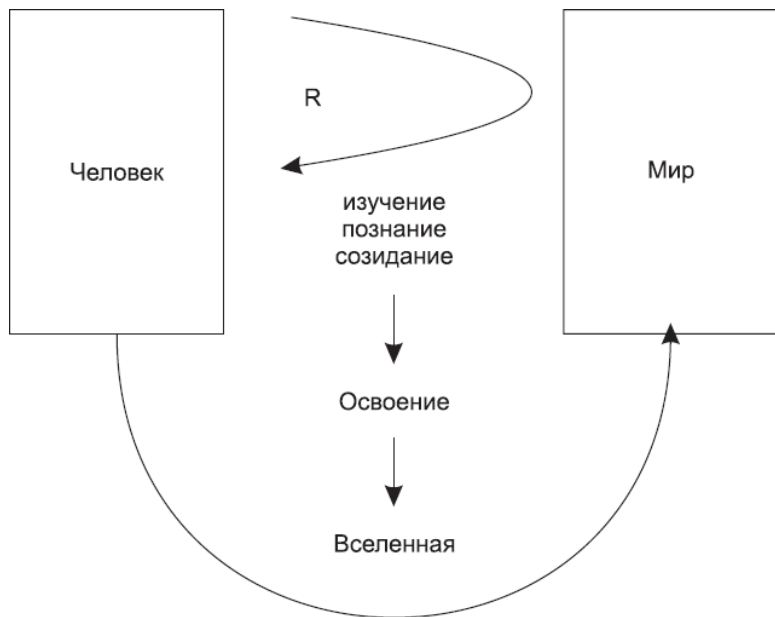 R
Человек
Мир
изучение
познание
созидание
Освоение
Вселенная